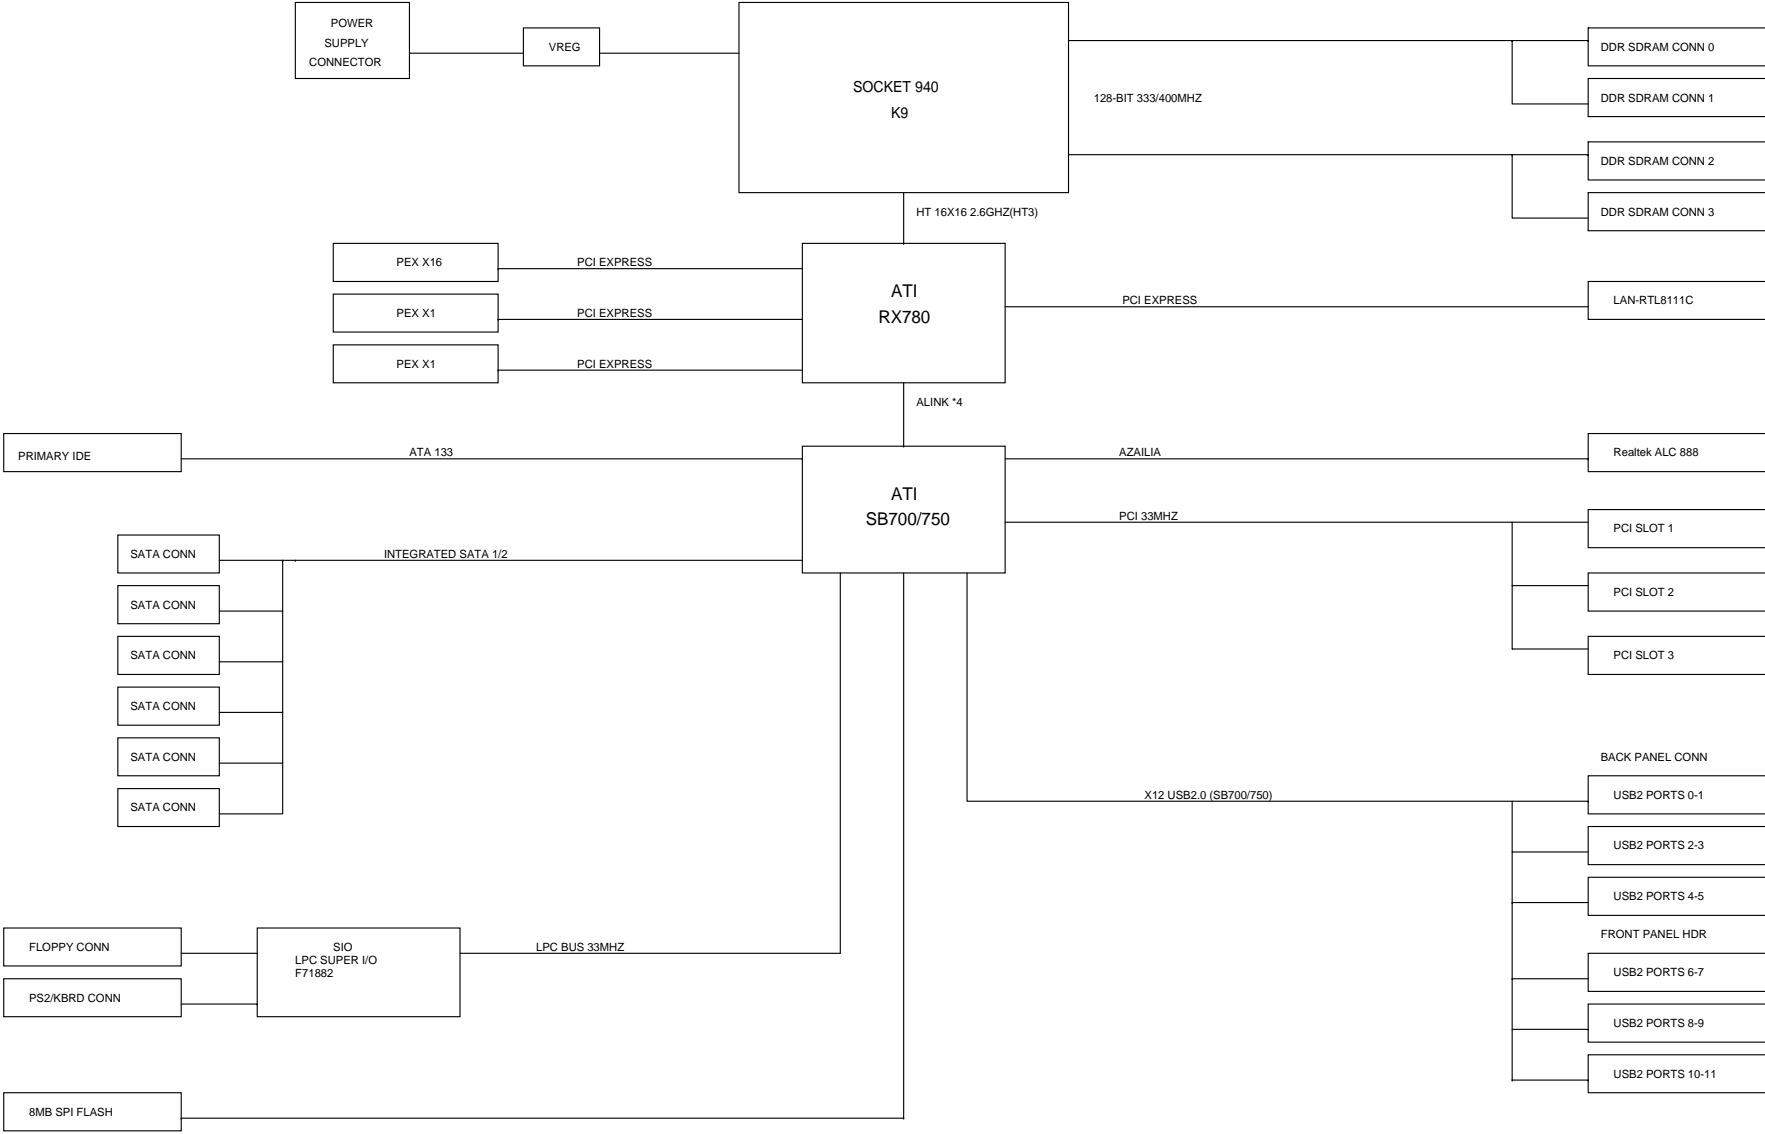 POWER
SUPPLY
CONNECTOR
VREG
SOCKET 940
K9
128-BIT 333/400MHZ
DDR SDRAM CONN 0
DDR SDRAM CONN 1
DDR SDRAM CONN 2
DDR SDRAM CONN 3
HT 16X16 2.6GHZ(HT3)
PEX X16
PCI EXPRESS
PEX X1
PCI EXPRESS
PEX X1
PCI EXPRESS
ATI
RX780
PCI EXPRESS
LAN-RTL8111C
ALINK *4
PRIMARY IDE
ATA 133
ATI
SB700/750
AZAILIA
Realtek ALC 888
PCI 33MHZ
PCI SLOT 1
PCI SLOT 2
PCI SLOT 3
SATA CONN
INTEGRATED SATA 1/2
SATA CONN
SATA CONN
SATA CONN
SATA CONN
SATA CONN
BACK PANEL CONN
X12 USB2.0 (SB700/750)
USB2 PORTS 0-1
USB2 PORTS 2-3
USB2 PORTS 4-5
FRONT PANEL HDR
USB2 PORTS 6-7
USB2 PORTS 8-9
USB2 PORTS 10-11
FLOPPY CONN
PS2/KBRD CONN
SIO
LPC SUPER I/O
F71882
LPC BUS 33MHZ
8MB SPI FLASH